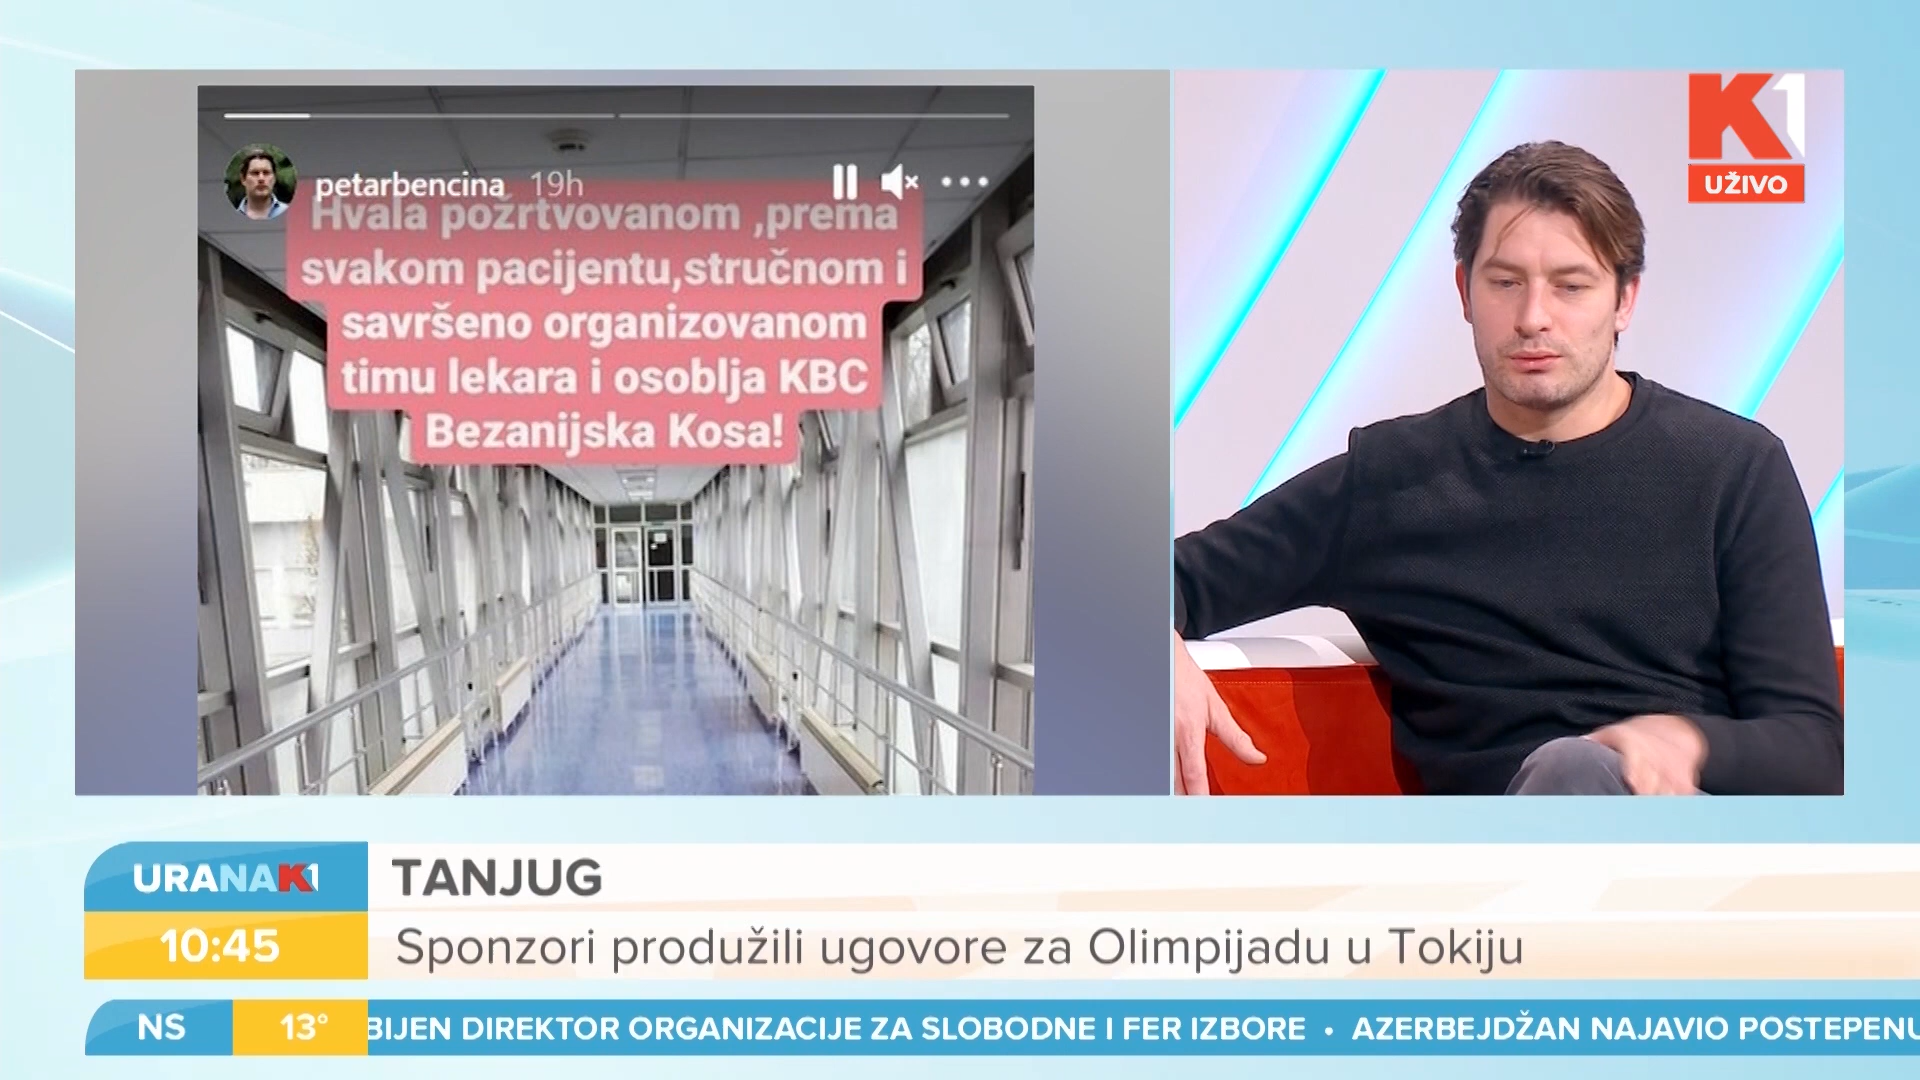 petarbencina 19h
Hvala požrtvovanom ,prema
svakom pacijentu,stručnom i
savršeno organizovanom
timu lekara i osoblja KBC
Bezanijska Kosa!
K1
UŽIVO
URANAK1
TANJUG
10:45
Sponzori produžili ugovore za Olimpijadu u Tokiju
NS 13° BIJEN DIREKTOR ORGANIZACIJE ZA SLOBODNE I FER IZBORE • AZERBEJDŽAN NAJAVIO POSTEPENU